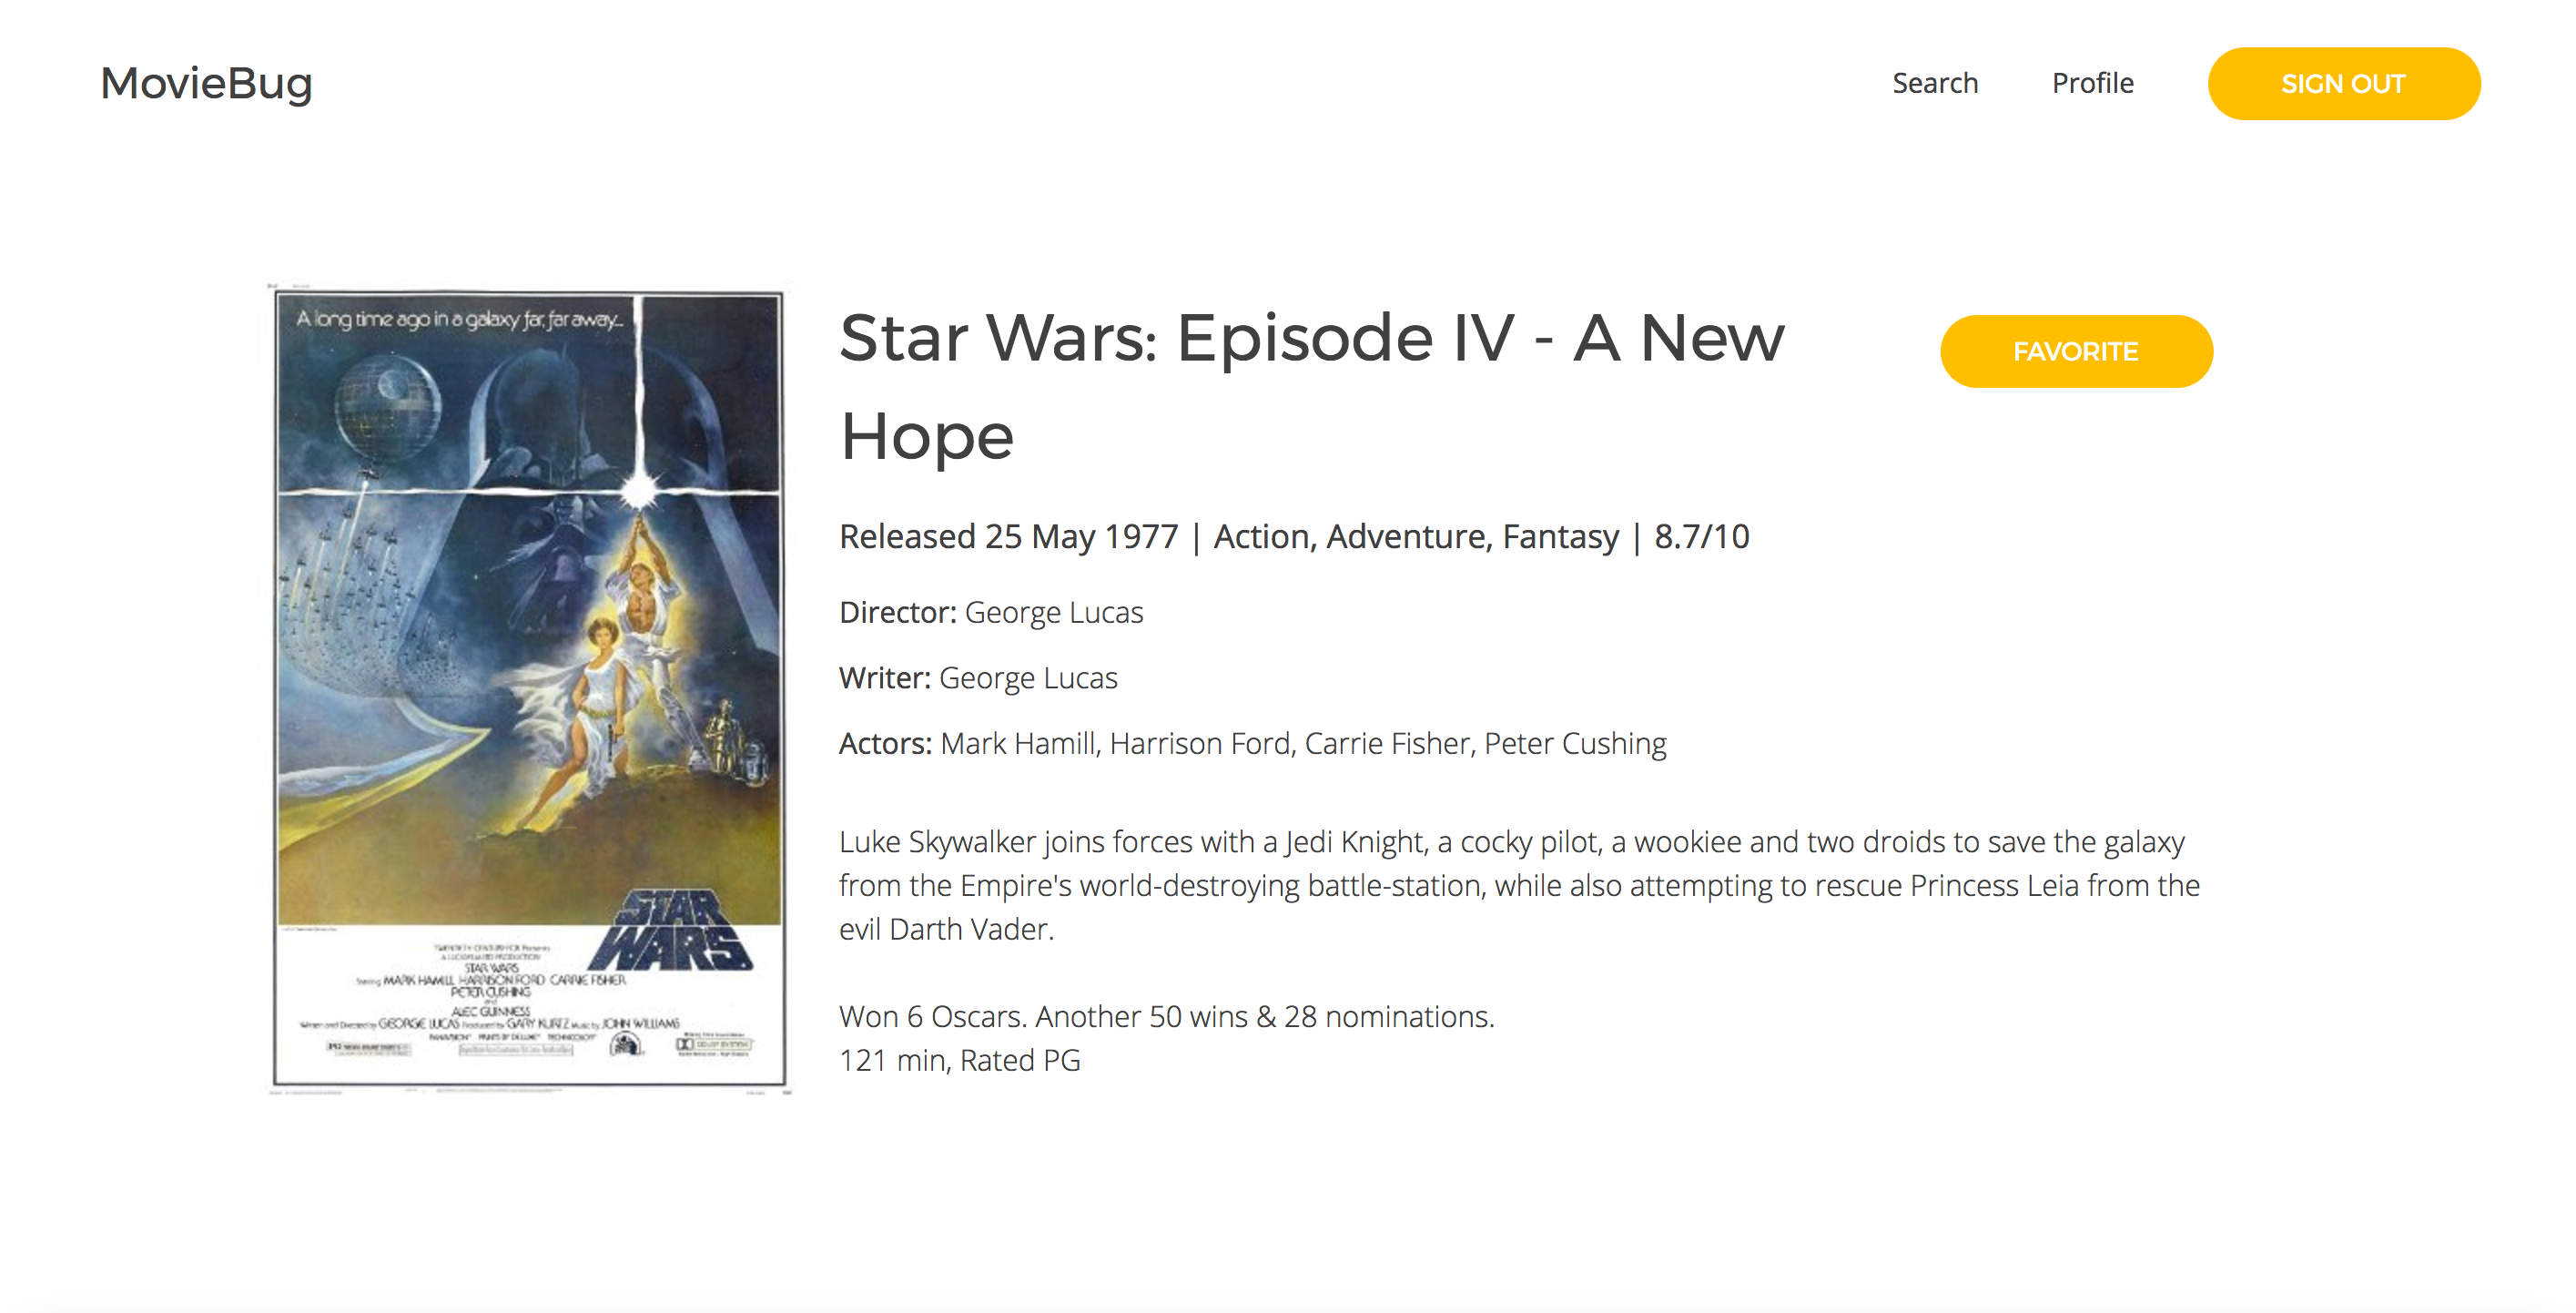 MovieBug
Search
Profile
SIGN OUT
A long time ago in a galaxy far, far away...
STAR
WARS
TWENTIETH CENTURY-FOX Presents
A LUCASFILM LTD PRODUCTION
STAR WARS
Starring MARK HAMILL HARRISON FORD CARRIE FISHER
PETER CUSHING
and
ALEC GUINNESS
Written and Directed by GEORGE LUCAS Produced by GARY KURTZ Music by JOHN WILLIAMS
PANAVISION PRINTS BY DELUXE TECHNICOLOR
Star Wars: Episode IV - A New
Hope
FAVORITE
Released 25 May 1977 | Action, Adventure, Fantasy | 8.7/10
Director: George Lucas
Writer: George Lucas
Actors: Mark Hamill, Harrison Ford, Carrie Fisher, Peter Cushing
Luke Skywalker joins forces with a Jedi Knight, a cocky pilot, a wookiee and two droids to save the galaxy
from the Empire's world-destroying battle-station, while also attempting to rescue Princess Leia from the
evil Darth Vader.
Won 6 Oscars. Another 50 wins & 28 nominations.
121 min, Rated PG